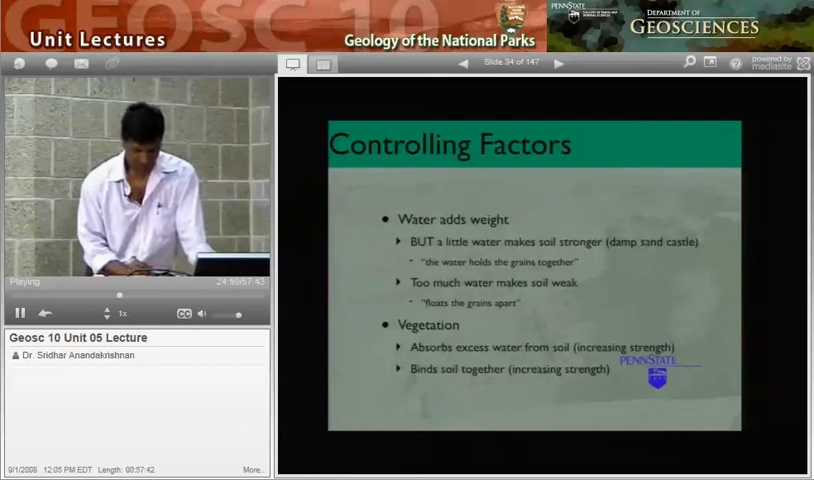 GEOSC 10
Unit Lectures
Geology of the National Parks
PENNSTATE
DEPARTMENT OF
GEOSCIENCES
Slide 34 of 147
powered by
mediasite
Controlling Factors
Water adds weight
BUT a little water makes soil stronger (damp sand castle)
- "the water holds the grains together"
Too much water makes soil weak
- "floats the grains apart"
Vegetation
Absorbs excess water from soil (increasing strength)
Binds soil together (increasing strength)
PENNSTATE
Playing
24:59/57:43
1x
CC
Geosc 10 Unit 05 Lecture
Dr. Sridhar Anandakrishnan
9/1/2008 12:05 PM EDT Length: 00:57:42
More..